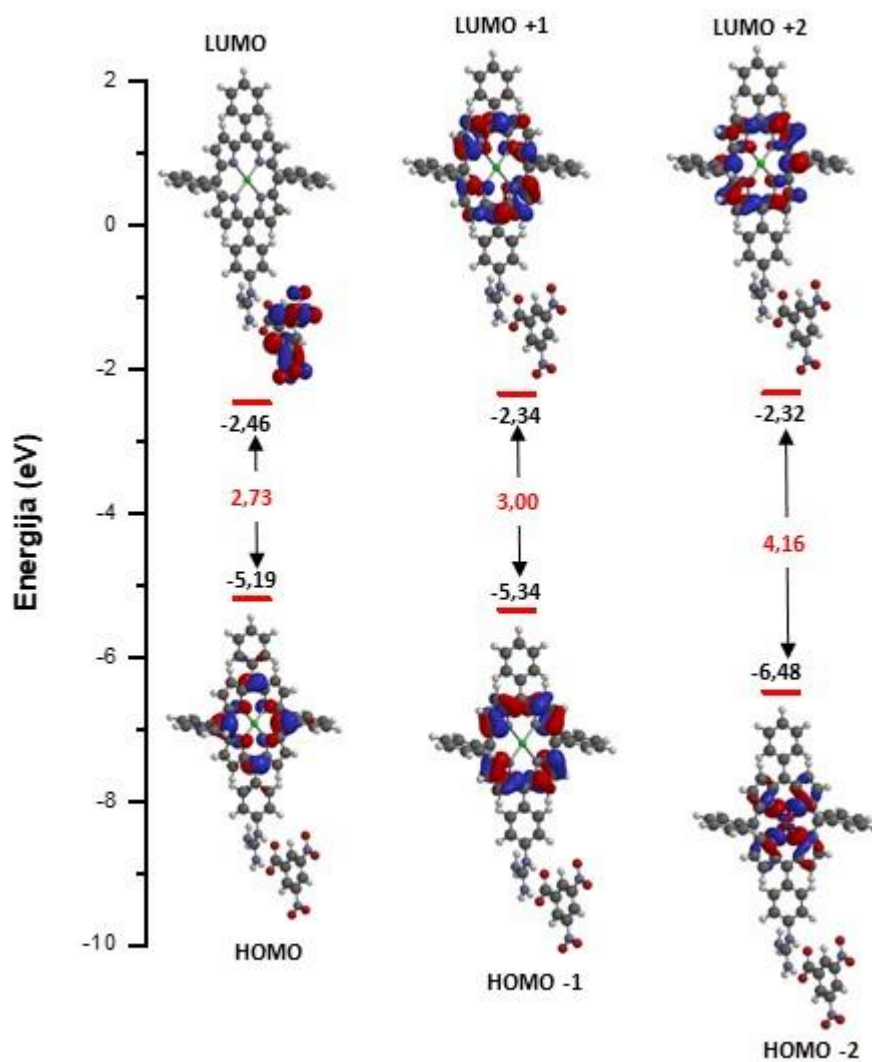 LUMO
LUMO +1
LUMO +2
2
0
-2
-4
-6
-8
-10
Energija (eV)
-2,46
-2,34
-2,32
2,73
3,00
4,16
-5,19
-5,34
-6,48
HOMO
HOMO -1
HOMO -2